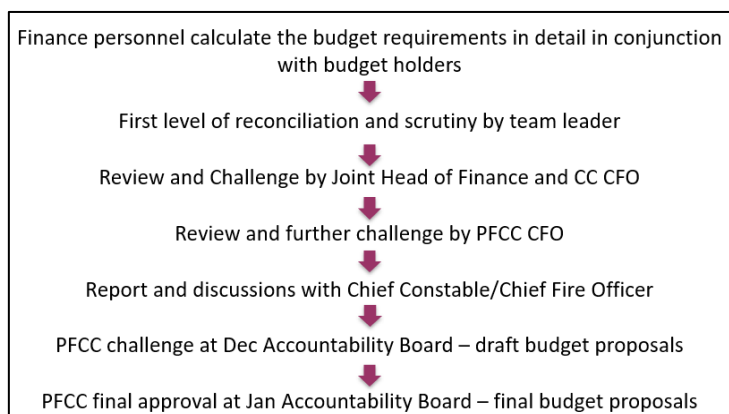 Finance personnel calculate the budget requirements in detail in conjunction
with budget holders
First level of reconciliation and scrutiny by team leader
Review and Challenge by Joint Head of Finance and CC CFO
Review and further challenge by PFCC CFO
Report and discussions with Chief Constable/Chief Fire Officer
PFCC challenge at Dec Accountability Board – draft budget proposals
PFCC final approval at Jan Accountability Board – final budget proposals